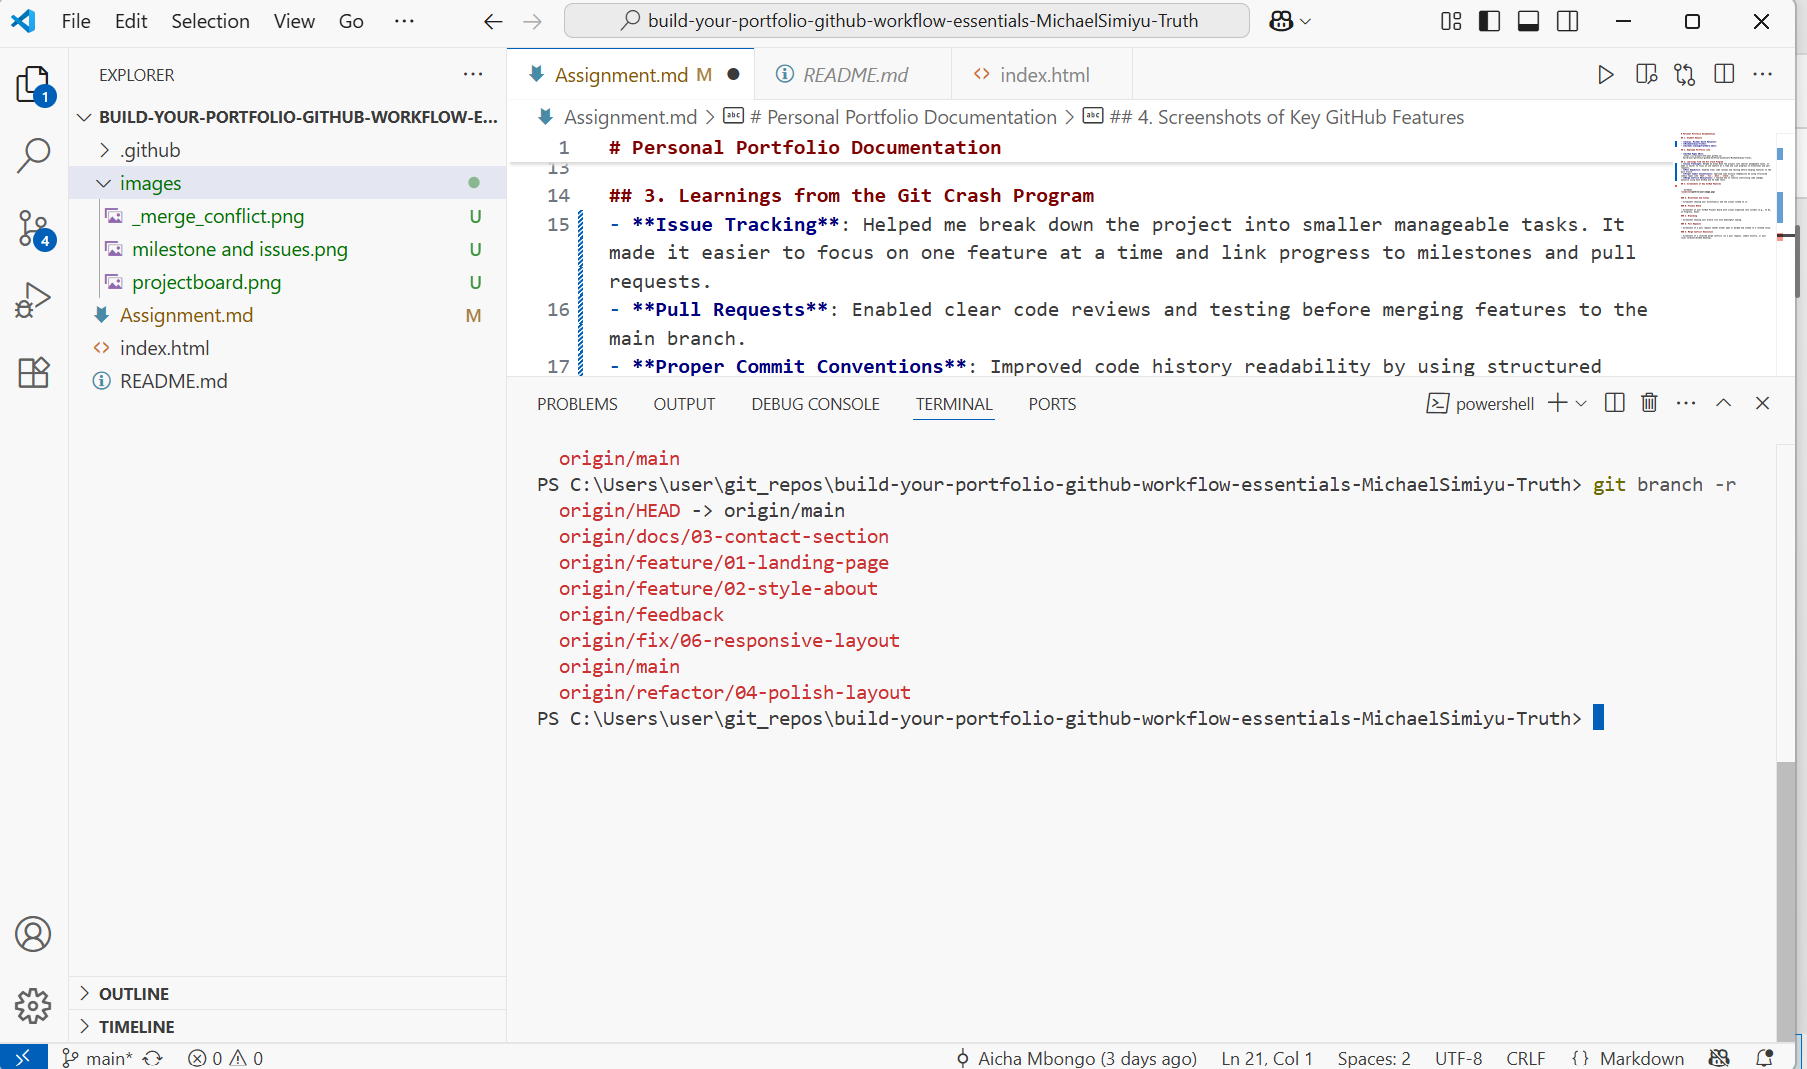 File Edit Selection View Go ···
build-your-portfolio-github-workflow-essentials-MichaelSimiyu-Truth
EXPLORER
1
BUILD-YOUR-PORTFOLIO-GITHUB-WORKFLOW-E...
.github
images
_merge_conflict.png U
milestone and issues.png U
projectboard.png U
Assignment.md M
index.html
README.md
4
OUTLINE
TIMELINE
Assignment.md M
README.md
index.html
Assignment.md > # Personal Portfolio Documentation > ## 4. Screenshots of Key GitHub Features
1 # Personal Portfolio Documentation
13
14 ## 3. Learnings from the Git Crash Program
15 - **Issue Tracking**: Helped me break down the project into smaller manageable tasks. It
made it easier to focus on one feature at a time and link progress to milestones and pull
requests.
16 - **Pull Requests**: Enabled clear code reviews and testing before merging features to the
main branch.
17 - **Proper Commit Conventions**: Improved code history readability by using structured
PROBLEMS OUTPUT DEBUG CONSOLE TERMINAL PORTS
powershell
origin/main
PS C:\Users\user\git_repos\build-your-portfolio-github-workflow-essentials-MichaelSimiyu-Truth> git branch -r
origin/HEAD -> origin/main
origin/docs/03-contact-section
origin/feature/01-landing-page
origin/feature/02-style-about
origin/feedback
origin/fix/06-responsive-layout
origin/main
origin/refactor/04-polish-layout
PS C:\Users\user\git_repos\build-your-portfolio-github-workflow-essentials-MichaelSimiyu-Truth>
main* 0 0 Aicha Mbongo (3 days ago) Ln 21, Col 1 Spaces: 2 UTF-8 CRLF {} Markdown